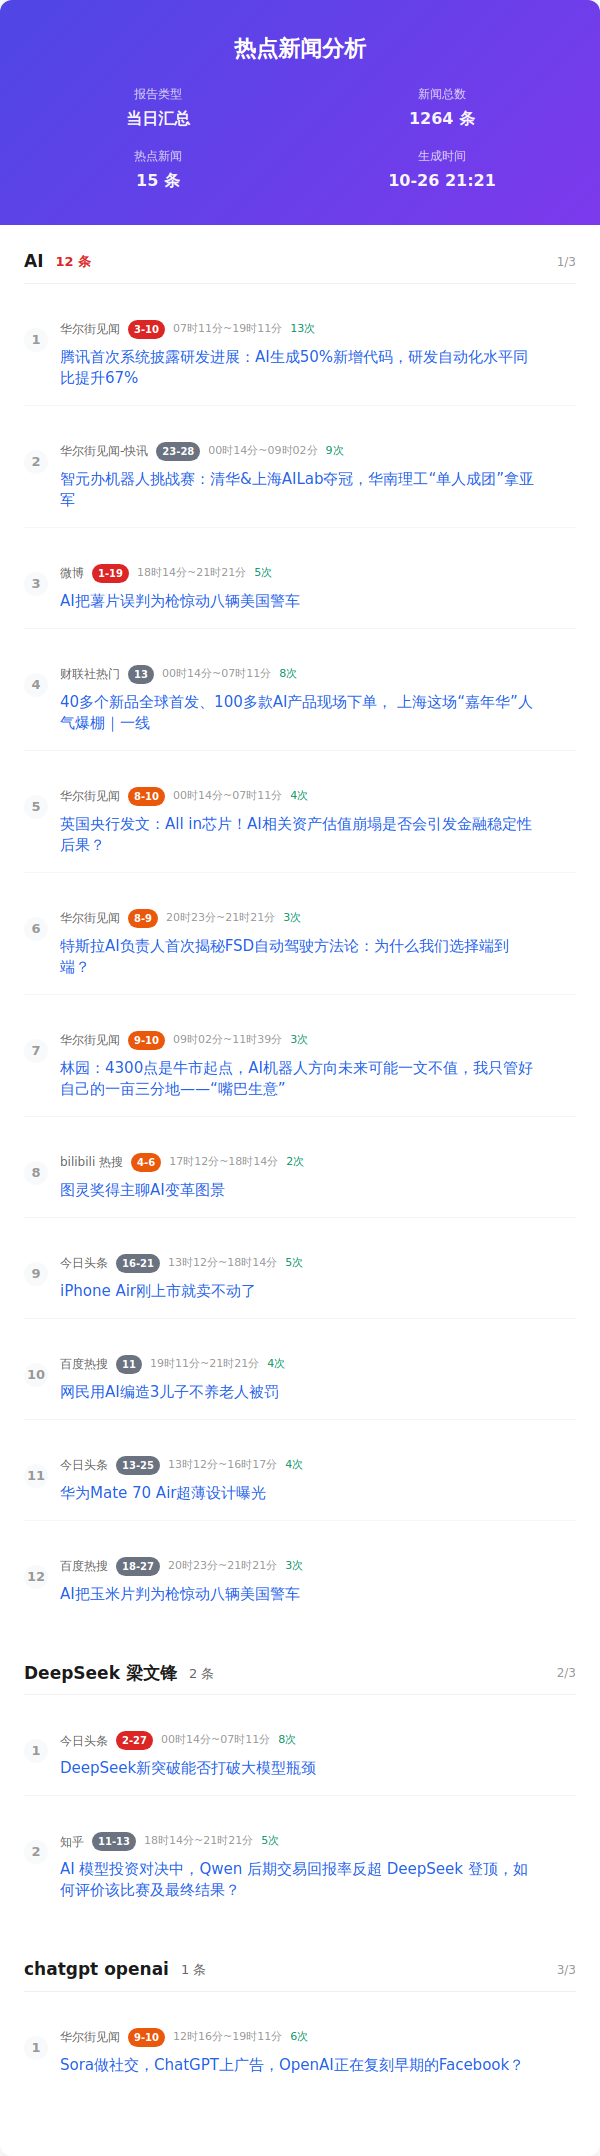 热点新闻分析
报告类型
新闻总数
当日汇总
1264 条
热点新闻
生成时间
15 条
10-26 21:21
AI 12 条 1/3
1
华尔街见闻 3-10 07时11分~19时11分 13次
腾讯首次系统披露研发进展：AI生成50%新增代码，研发自动化水平同
比提升67%
2
华尔街见闻-快讯 23-28 00时14分~09时02分 9次
智元办机器人挑战赛：清华&上海AILab夺冠，华南理工“单人成团”拿亚
军
3
微博 1-19 18时14分~21时21分 5次
AI把薯片误判为枪惊动八辆美国警车
4
财联社热门 13 00时14分~07时11分 8次
40多个新品全球首发、100多款AI产品现场下单， 上海这场“嘉年华”人
气爆棚｜一线
5
华尔街见闻 8-10 00时14分~07时11分 4次
英国央行发文：All in芯片！AI相关资产估值崩塌是否会引发金融稳定性
后果？
6
华尔街见闻 8-9 20时23分~21时21分 3次
特斯拉AI负责人首次揭秘FSD自动驾驶方法论：为什么我们选择端到
端？
7
华尔街见闻 9-10 09时02分~11时39分 3次
林园：4300点是牛市起点，AI机器人方向未来可能一文不值，我只管好
自己的一亩三分地——“嘴巴生意”
8
bilibili 热搜 4-6 17时12分~18时14分 2次
图灵奖得主聊AI变革图景
9
今日头条 16-21 13时12分~18时14分 5次
iPhone Air刚上市就卖不动了
10
百度热搜 11 19时11分~21时21分 4次
网民用AI编造3儿子不养老人被罚
11
今日头条 13-25 13时12分~16时17分 4次
华为Mate 70 Air超薄设计曝光
12
百度热搜 18-27 20时23分~21时21分 3次
AI把玉米片判为枪惊动八辆美国警车
DeepSeek 梁文锋 2 条 2/3
1
今日头条 2-27 00时14分~07时11分 8次
DeepSeek新突破能否打破大模型瓶颈
2
知乎 11-13 18时14分~21时21分 5次
AI 模型投资对决中，Qwen 后期交易回报率反超 DeepSeek 登顶，如
何评价该比赛及最终结果？
chatgpt openai 1 条 3/3
1
华尔街见闻 9-10 12时16分~19时11分 6次
Sora做社交，ChatGPT上广告，OpenAI正在复刻早期的Facebook？